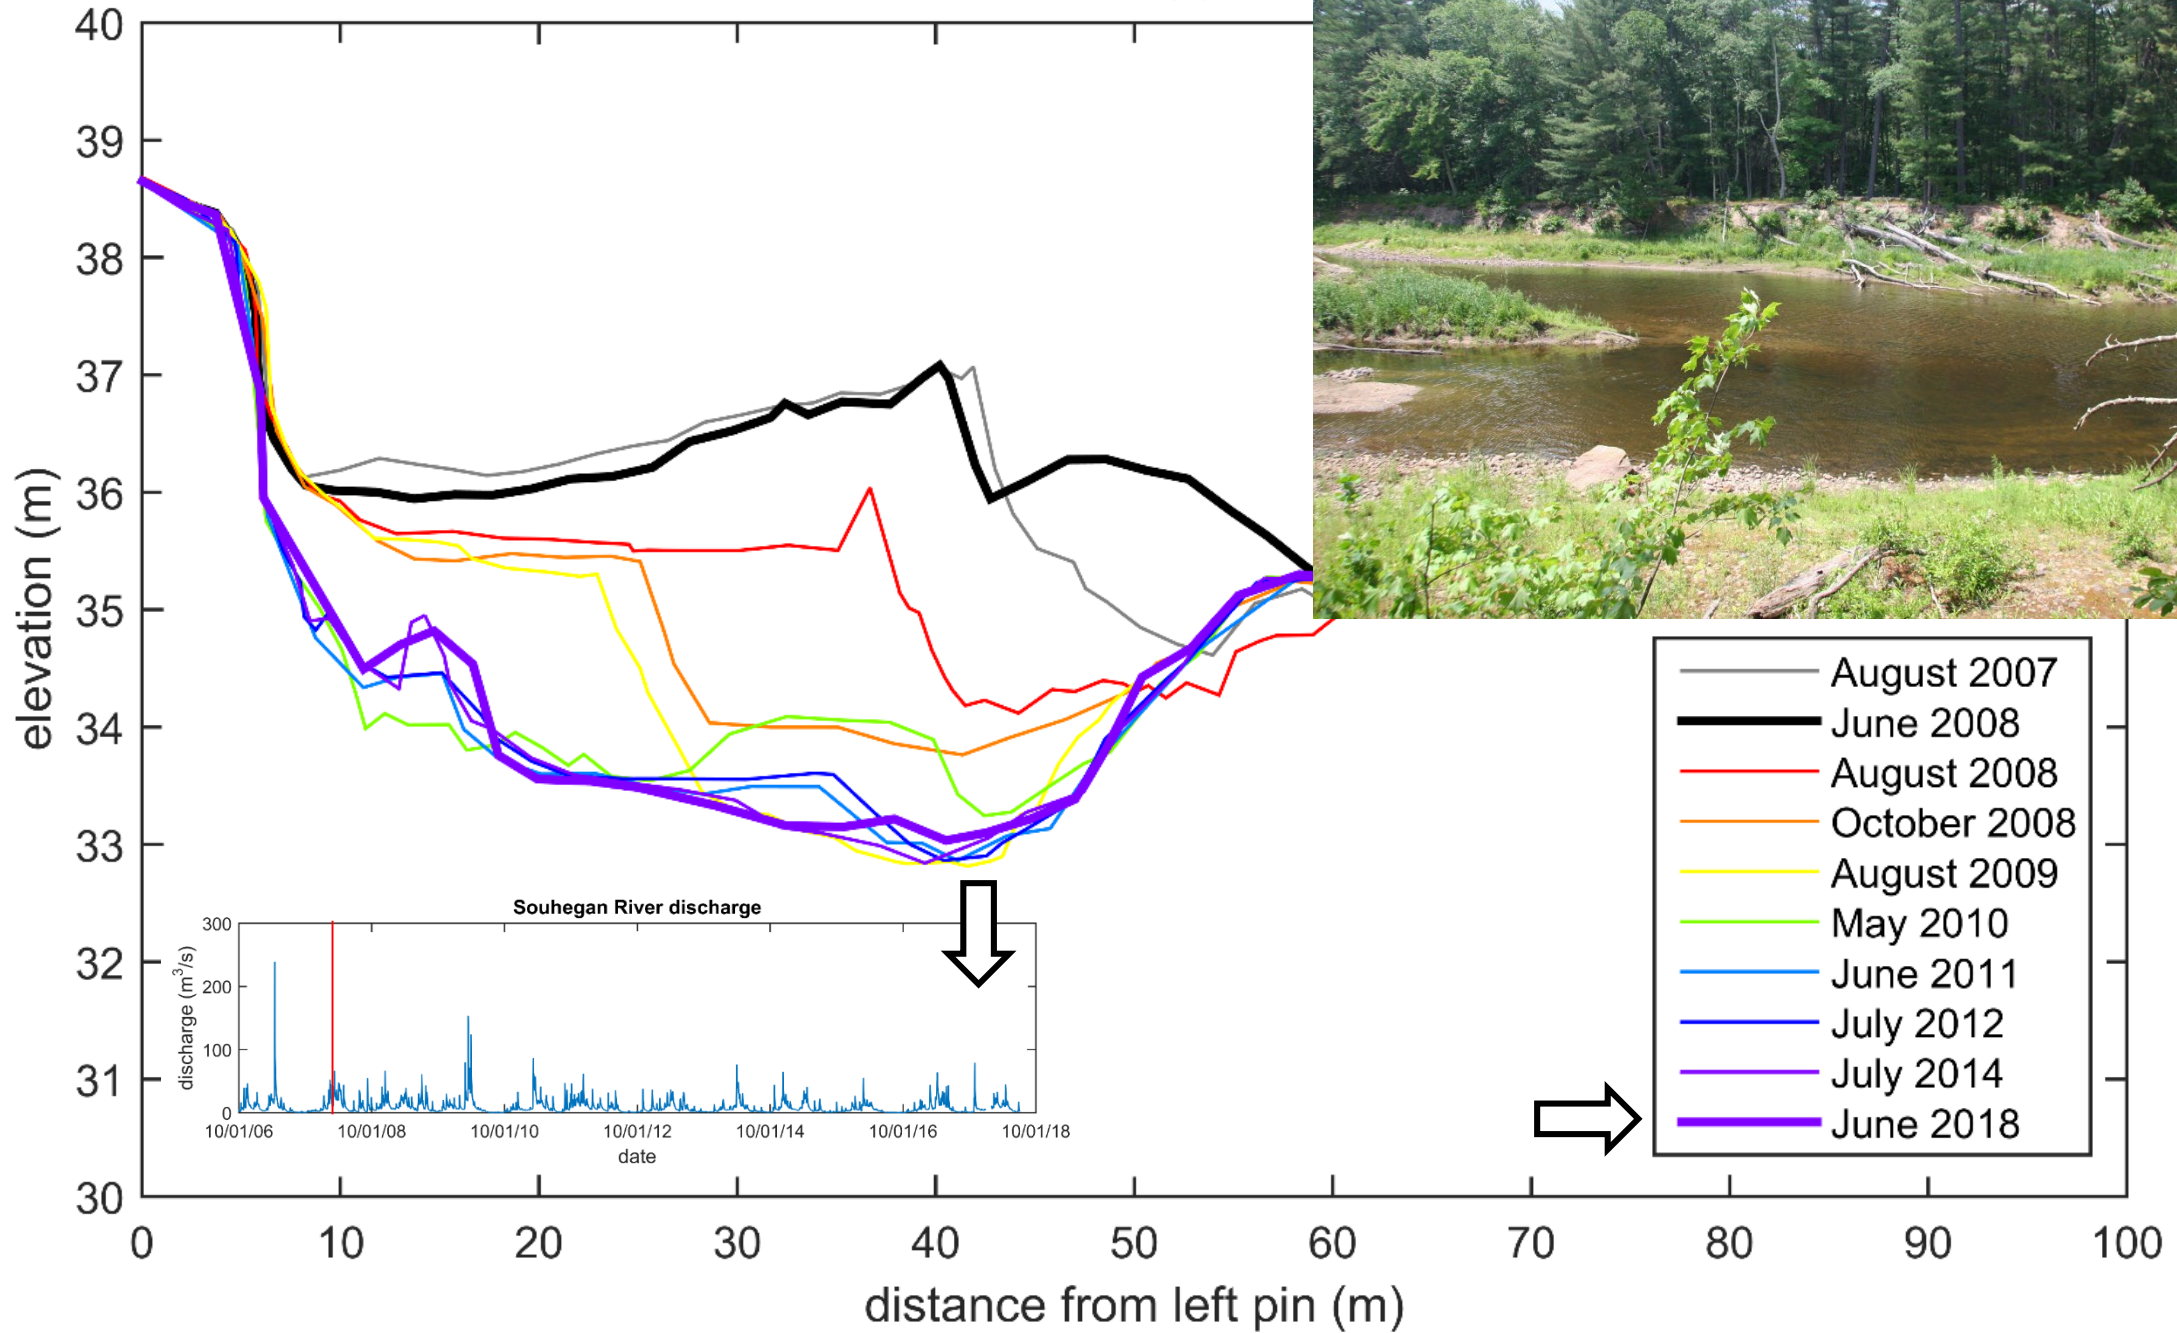 40
39
38
37
36
35
34
33
32
31
30
elevation (m)
0 10 20 30 40 50 60 70 80 90 100
distance from left pin (m)
August 2007
June 2008
August 2008
October 2008
August 2009
May 2010
June 2011
July 2012
July 2014
June 2018
Souhegan River discharge
300
200
100
0
discharge (m³/s)
10/01/06 10/01/08 10/01/10 10/01/12 10/01/14 10/01/16 10/01/18
date